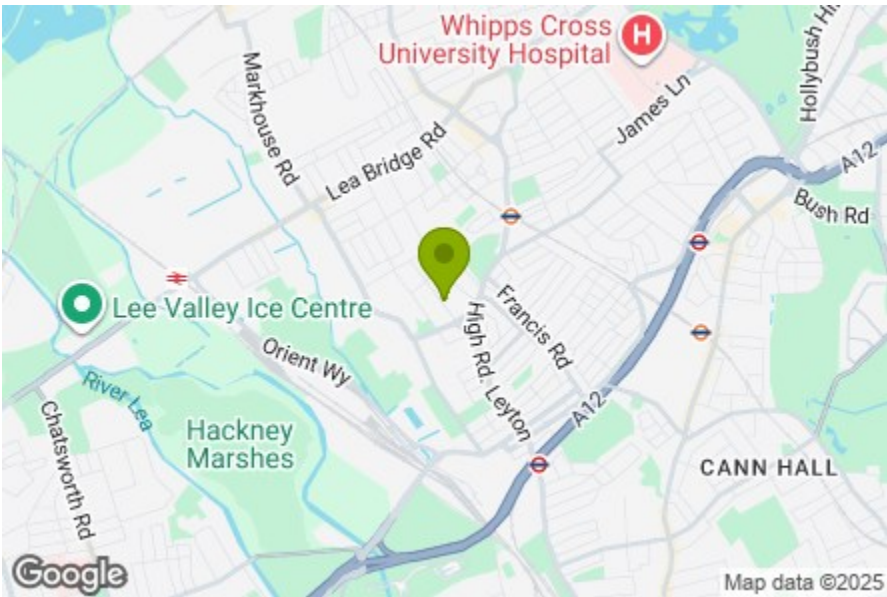 Whipps Cross
University Hospital
H
Markhouse Rd
Lea Bridge Rd
James Ln
Hollybush Hi
A12
Bush Rd
Lee Valley Ice Centre
Orient Wy
High Rd. Leyton
Francis Rd
A12
River Lea
Chatsworth Rd
Hackney
Marshes
CANN HALL
Google
Map data ©2025